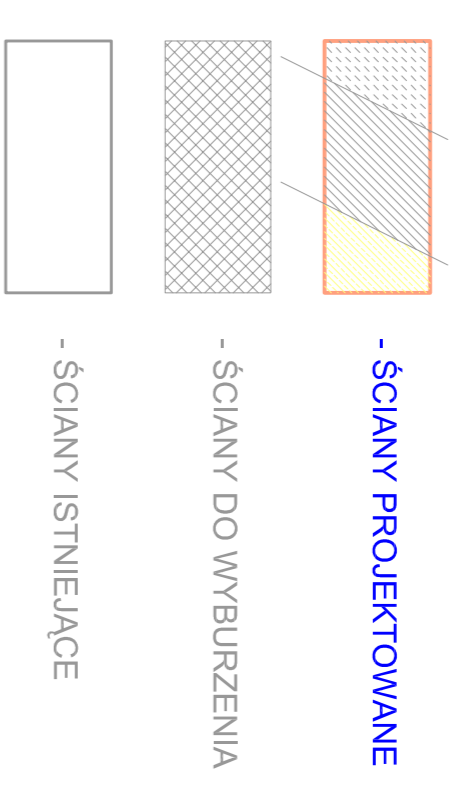 - ŚCIANY PROJEKTOWANE
- ŚCIANY DO WYBURZENIA
- ŚCIANY ISTNIEJĄCE